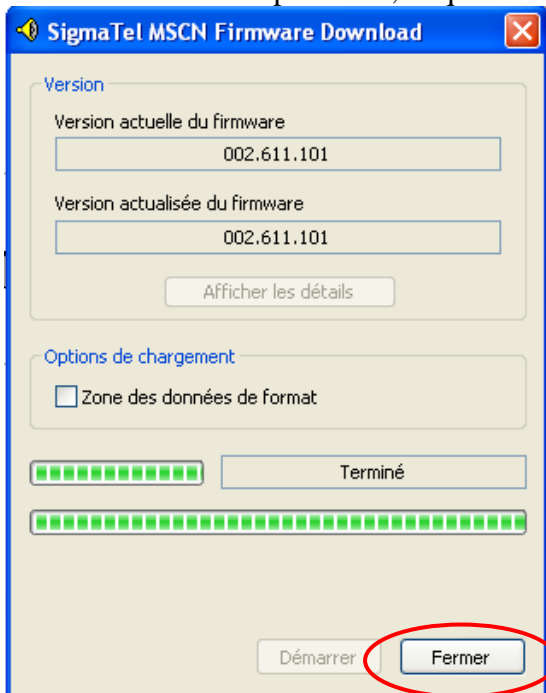 SigmaTel MSCN Firmware Download
Version
Version actuelle du firmware
002.611.101
Version actualisée du firmware
002.611.101
Afficher les détails
Options de chargement
Zone des données de format
Terminé
Démarrer
Fermer